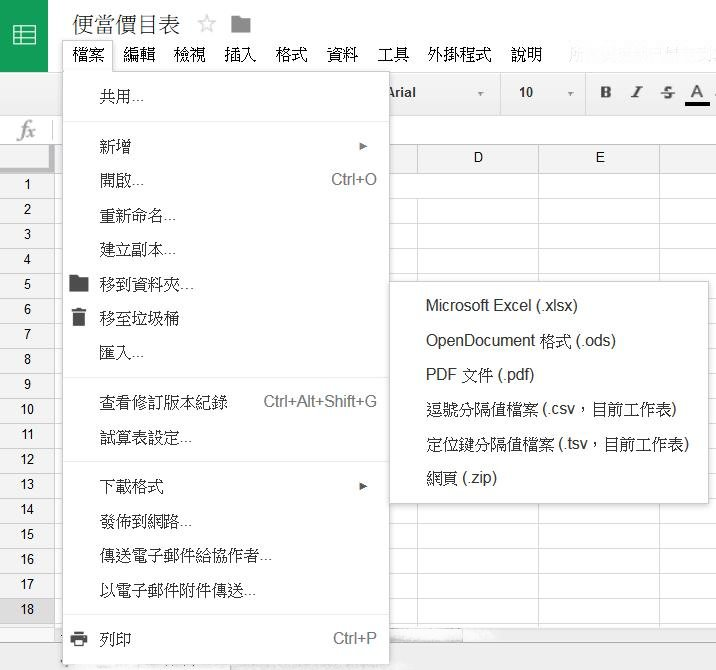 便當價目表
檔案 編輯 檢視 插入 格式 資料 工具 外掛程式 說明
Arial 10 B I S A
fx
共用...
新增
開啟... Ctrl+O
重新命名...
建立副本...
移到資料夾...
移至垃圾桶
匯入...
查看修訂版本紀錄 Ctrl+Alt+Shift+G
試算表設定...
下載格式
發佈到網路...
傳送電子郵件給協作者...
以電子郵件附件傳送...
列印 Ctrl+P
Microsoft Excel (.xlsx)
OpenDocument 格式 (.ods)
PDF 文件 (.pdf)
逗號分隔值檔案 (.csv，目前工作表)
定位鍵分隔值檔案 (.tsv，目前工作表)
網頁 (.zip)
D E
1
2
3
4
5
6
7
8
9
10
11
12
13
14
15
16
17
18